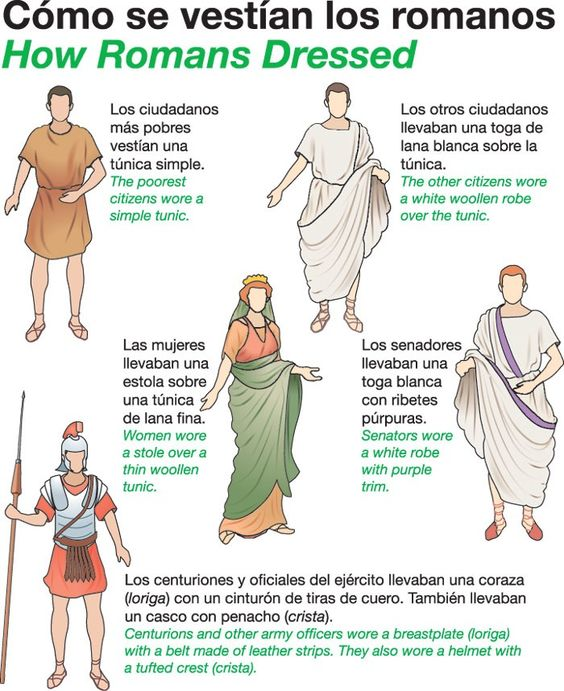 Cómo se vestían los romanos
How Romans Dressed
Los ciudadanos
más pobres
vestían una
túnica simple.
The poorest
citizens wore a
simple tunic.
Los otros ciudadanos
llevaban una toga de
lana blanca sobre la
túnica.
The other citizens wore
a white woollen robe
over the tunic.
Las mujeres
llevaban una
estola sobre
una túnica
de lana fina.
Women wore
a stole over a
thin woollen
tunic.
Los senadores
llevaban una
toga blanca
con ribetes
púrpuras.
Senators wore
a white robe
with purple
trim.
Los centuriones y oficiales del ejército llevaban una coraza
(loriga) con un cinturón de tiras de cuero. También llevaban
un casco con penacho (crista).
Centurions and other army officers wore a breastplate (loriga)
with a belt made of leather strips. They also wore a helmet with
a tufted crest (crista).